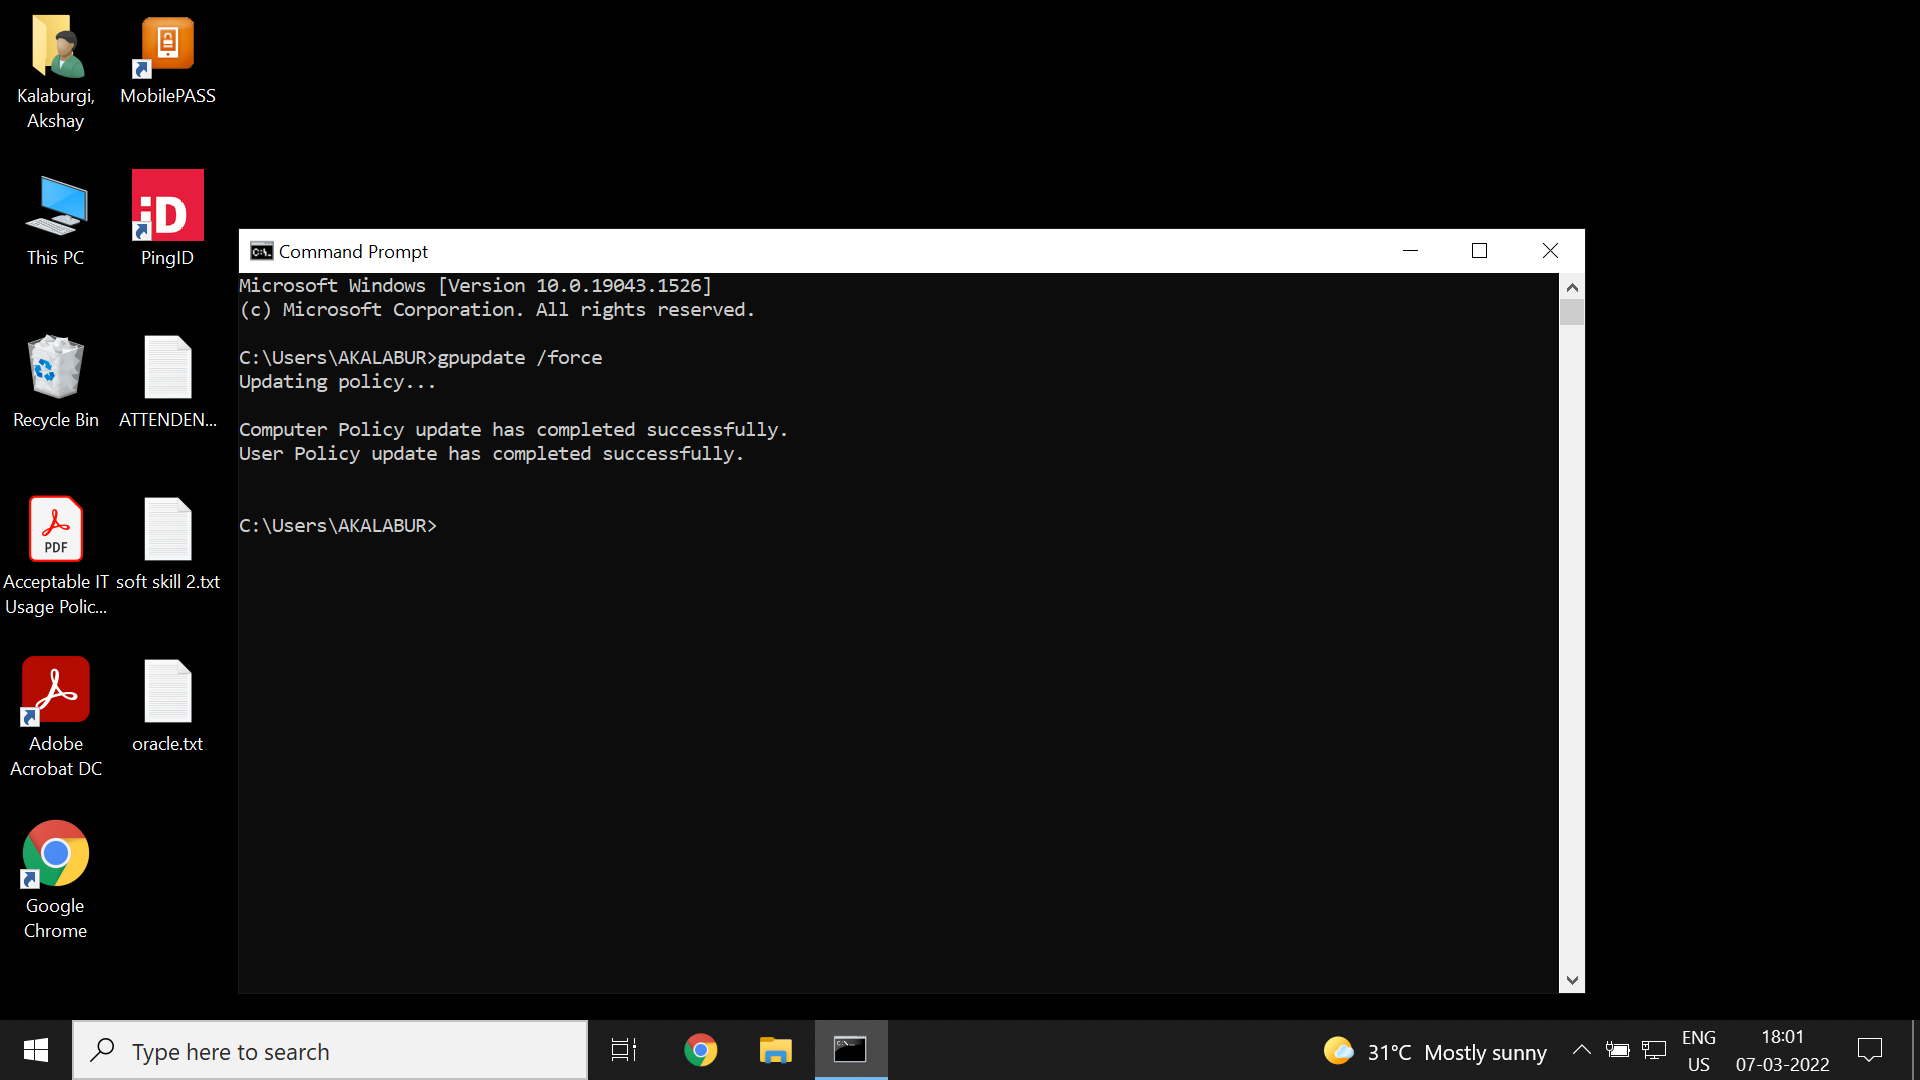 Kalaburgi,
Akshay
MobilePASS
This PC
iD
PingID
Recycle Bin
ATTENDEN...
PDF
Acceptable IT
Usage Polic...
soft skill 2.txt
Adobe
Acrobat DC
oracle.txt
Google
Chrome
C:\. Command Prompt
Microsoft Windows [Version 10.0.19043.1526]
(c) Microsoft Corporation. All rights reserved.
C:\Users\AKALABUR>gpupdate /force
Updating policy...
Computer Policy update has completed successfully.
User Policy update has completed successfully.
C:\Users\AKALABUR>
Type here to search
31°C Mostly sunny
ENG
US
18:01
07-03-2022